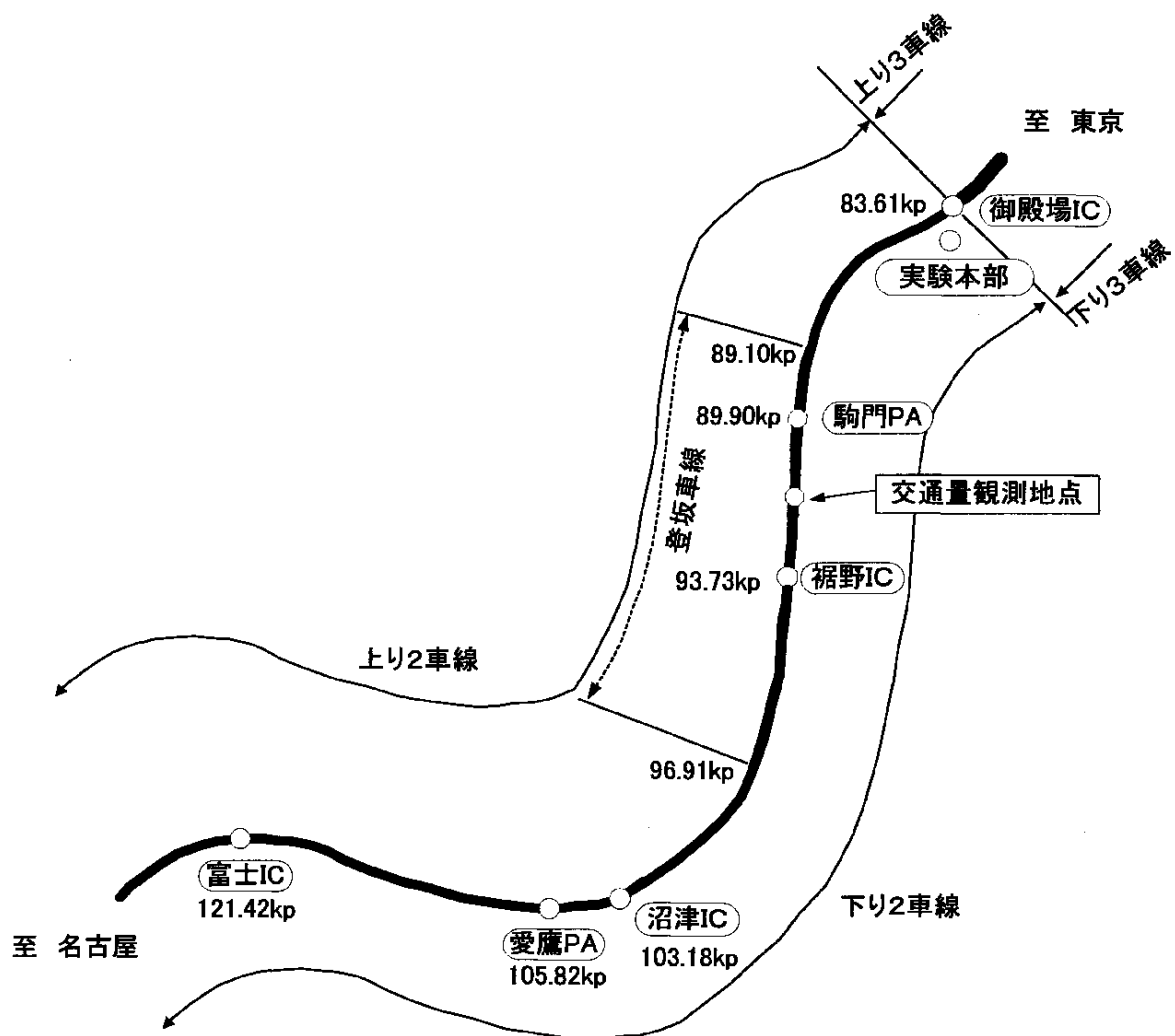 上り3車線
至 東京
83.61kp
御殿場IC
実験本部
下り3車線
89.10kp
89.90kp
駒門PA
登坂車線
交通量観測地点
93.73kp
裾野IC
上り2車線
96.91kp
富士IC
121.42kp
下り2車線
沼津IC
103.18kp
愛鷹PA
105.82kp
至 名古屋